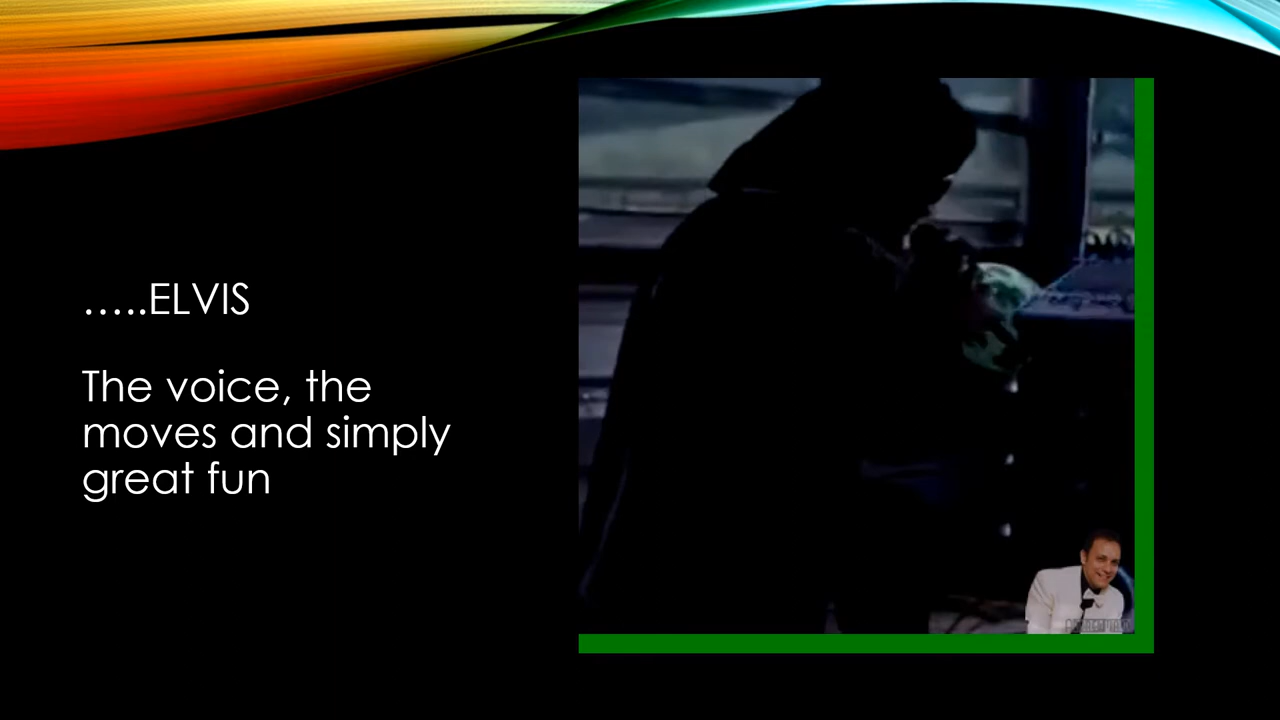 …..ELVIS
The voice, the
moves and simply
great fun